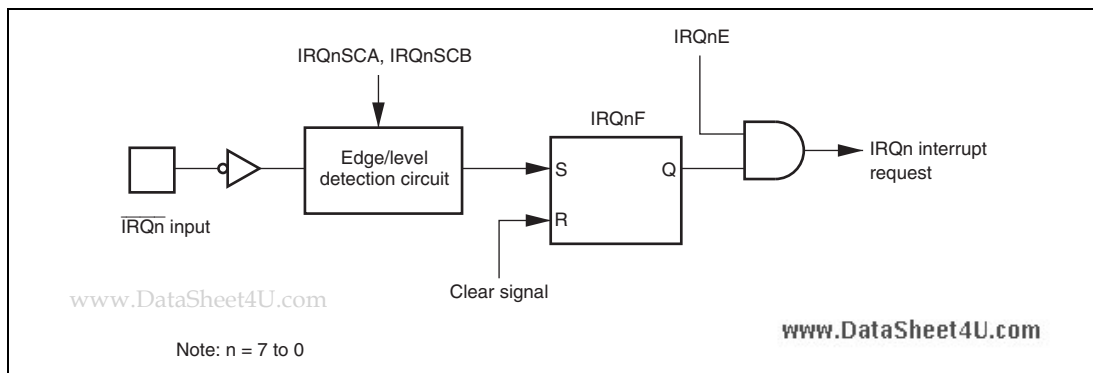 IRQnSCA, IRQnSCB
IRQnE
IRQnF
Edge/level
detection circuit
S
Q
R
IRQn interrupt
request
I̅R̅Q̅n̅ input
Clear signal
www.DataSheet4U.com
www.DataSheet4U.com
Note: n = 7 to 0